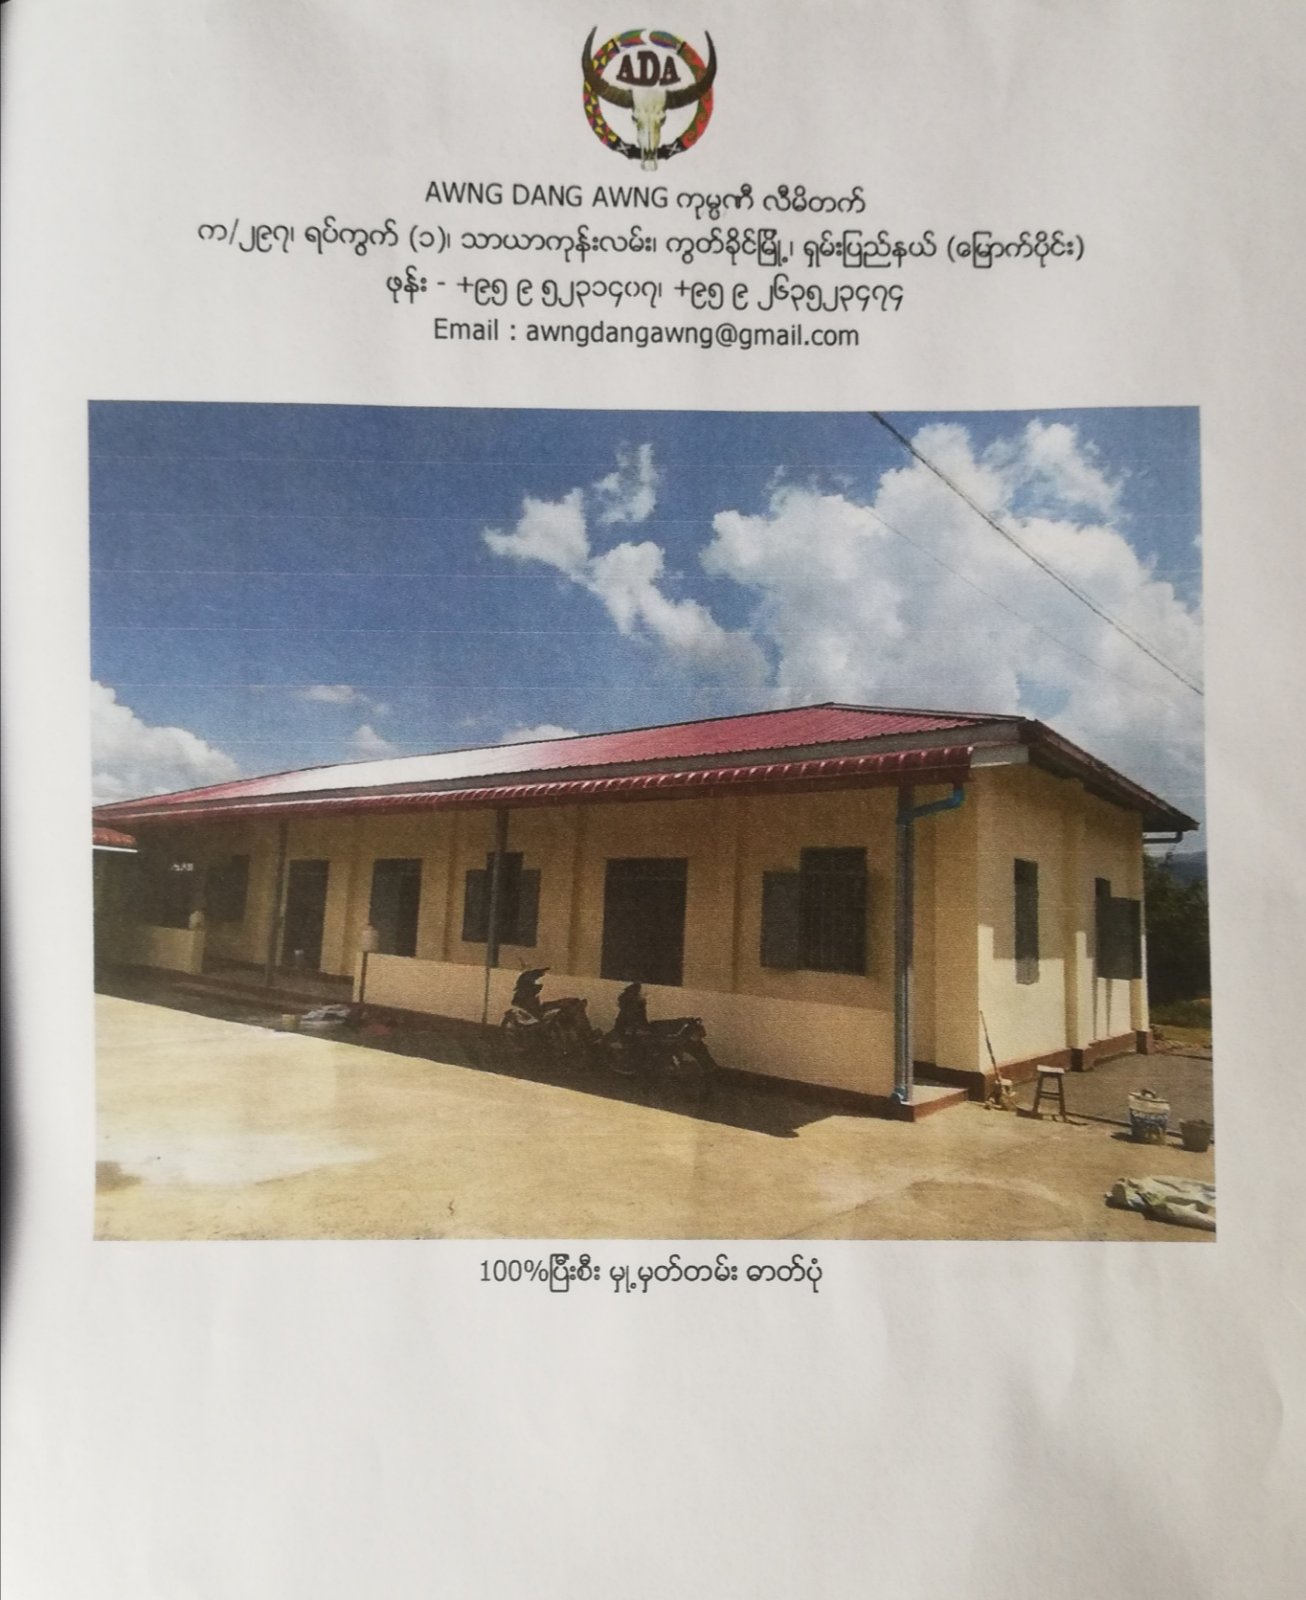 ADA
AWNG DANG AWNG ကုမ္ပဏီ လီမိတက်
က/၂၉၇၊ ရပ်ကွက် (၁)၊ သာယာကုန်းလမ်း၊ ကွတ်ခိုင်မြို့၊ ရှမ်းပြည်နယ် (မြောက်ပိုင်း)
ဖုန်း - +၉၅ ၉ ၅၂၃၁၄၀၇၊ +၉၅ ၉ ၂၆၃၅၂၃၄၇၄
Email : awngdangawng@gmail.com
100%ပြီးစီး မှု့မှတ်တမ်း ဓာတ်ပုံ